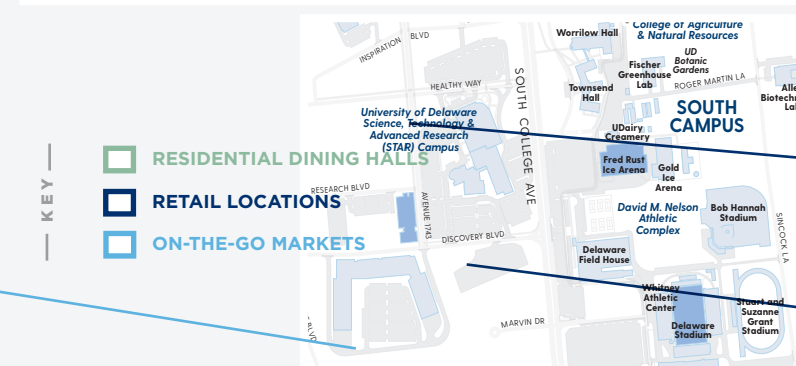 KEY
RESIDENTIAL DINING HALLS
RETAIL LOCATIONS
ON-THE-GO MARKETS
INSPIRATION BLVD
HEALTHY WAY
SOUTH COLLEGE AVE
University of Delaware
Science, Technology &
Advanced Research
(STAR) Campus
RESEARCH BLVD
AVENUE 1743
DISCOVERY BLVD
BLVD
MARVIN DR
Worrilow Hall
College of Agriculture
& Natural Resources
UD
Botanic
Gardens
Fischer
Greenhouse
Lab
Townsend
Hall
ROGER MARTIN LA
Alle
Biotechn
La
SOUTH
CAMPUS
UDairy
Creamery
Fred Rust
Ice Arena
Gold
Ice
Arena
David M. Nelson
Athletic
Complex
Bob Hannah
Stadium
SINCOCK LA
Delaware
Field House
Whitney
Athletic
Center
Delaware
Stadium
Stuart and
Suzanne
Grant
Stadium